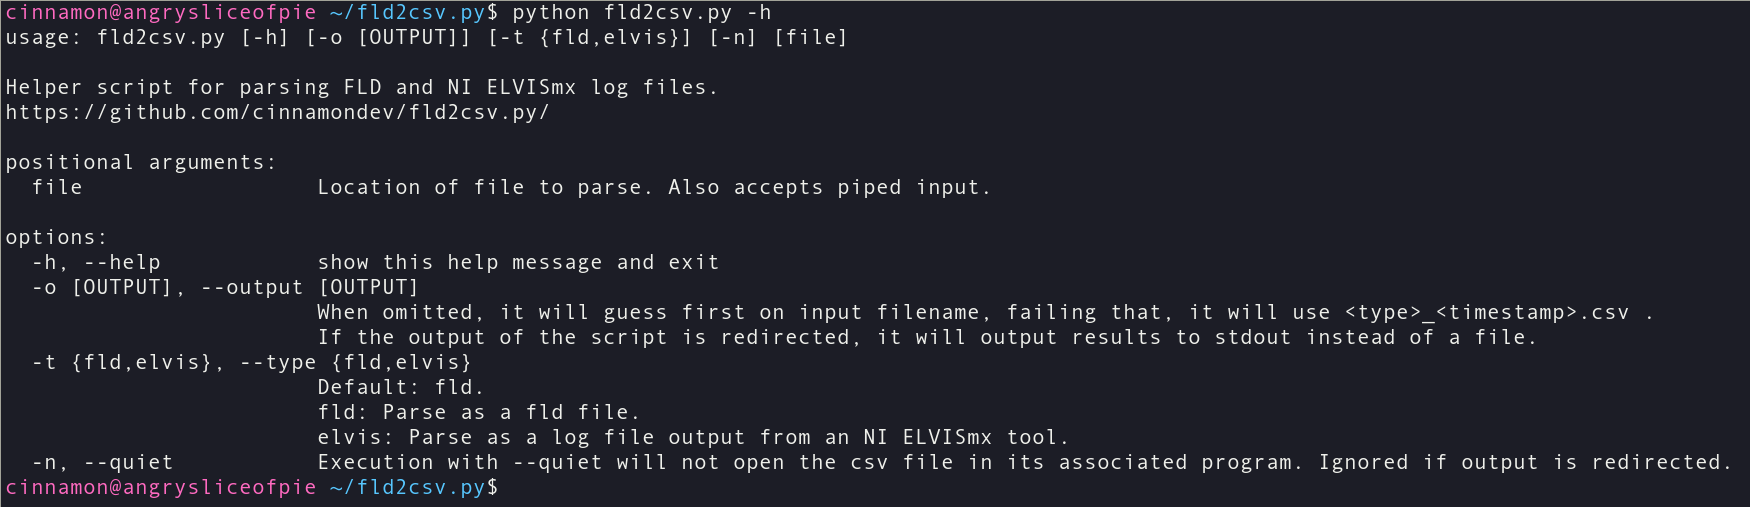 cinnamon@angrysliceofpie ~/fld2csv.py$ python fld2csv.py -h
usage: fld2csv.py [-h] [-o [OUTPUT]] [-t {fld,elvis}] [-n] [file]
Helper script for parsing FLD and NI ELVISmx log files.
https://github.com/cinnamondev/fld2csv.py/
positional arguments:
  file                  Location of file to parse. Also accepts piped input.
options:
  -h, --help            show this help message and exit
  -o [OUTPUT], --output [OUTPUT]
                        When omitted, it will guess first on input filename, failing that, it will use <type>_<timestamp>.csv .
                        If the output of the script is redirected, it will output results to stdout instead of a file.
  -t {fld,elvis}, --type {fld,elvis}
                        Default: fld.
                        fld: Parse as a fld file.
                        elvis: Parse as a log file output from an NI ELVISmx tool.
  -n, --quiet           Execution with --quiet will not open the csv file in its associated program. Ignored if output is redirected.
cinnamon@angrysliceofpie ~/fld2csv.py$